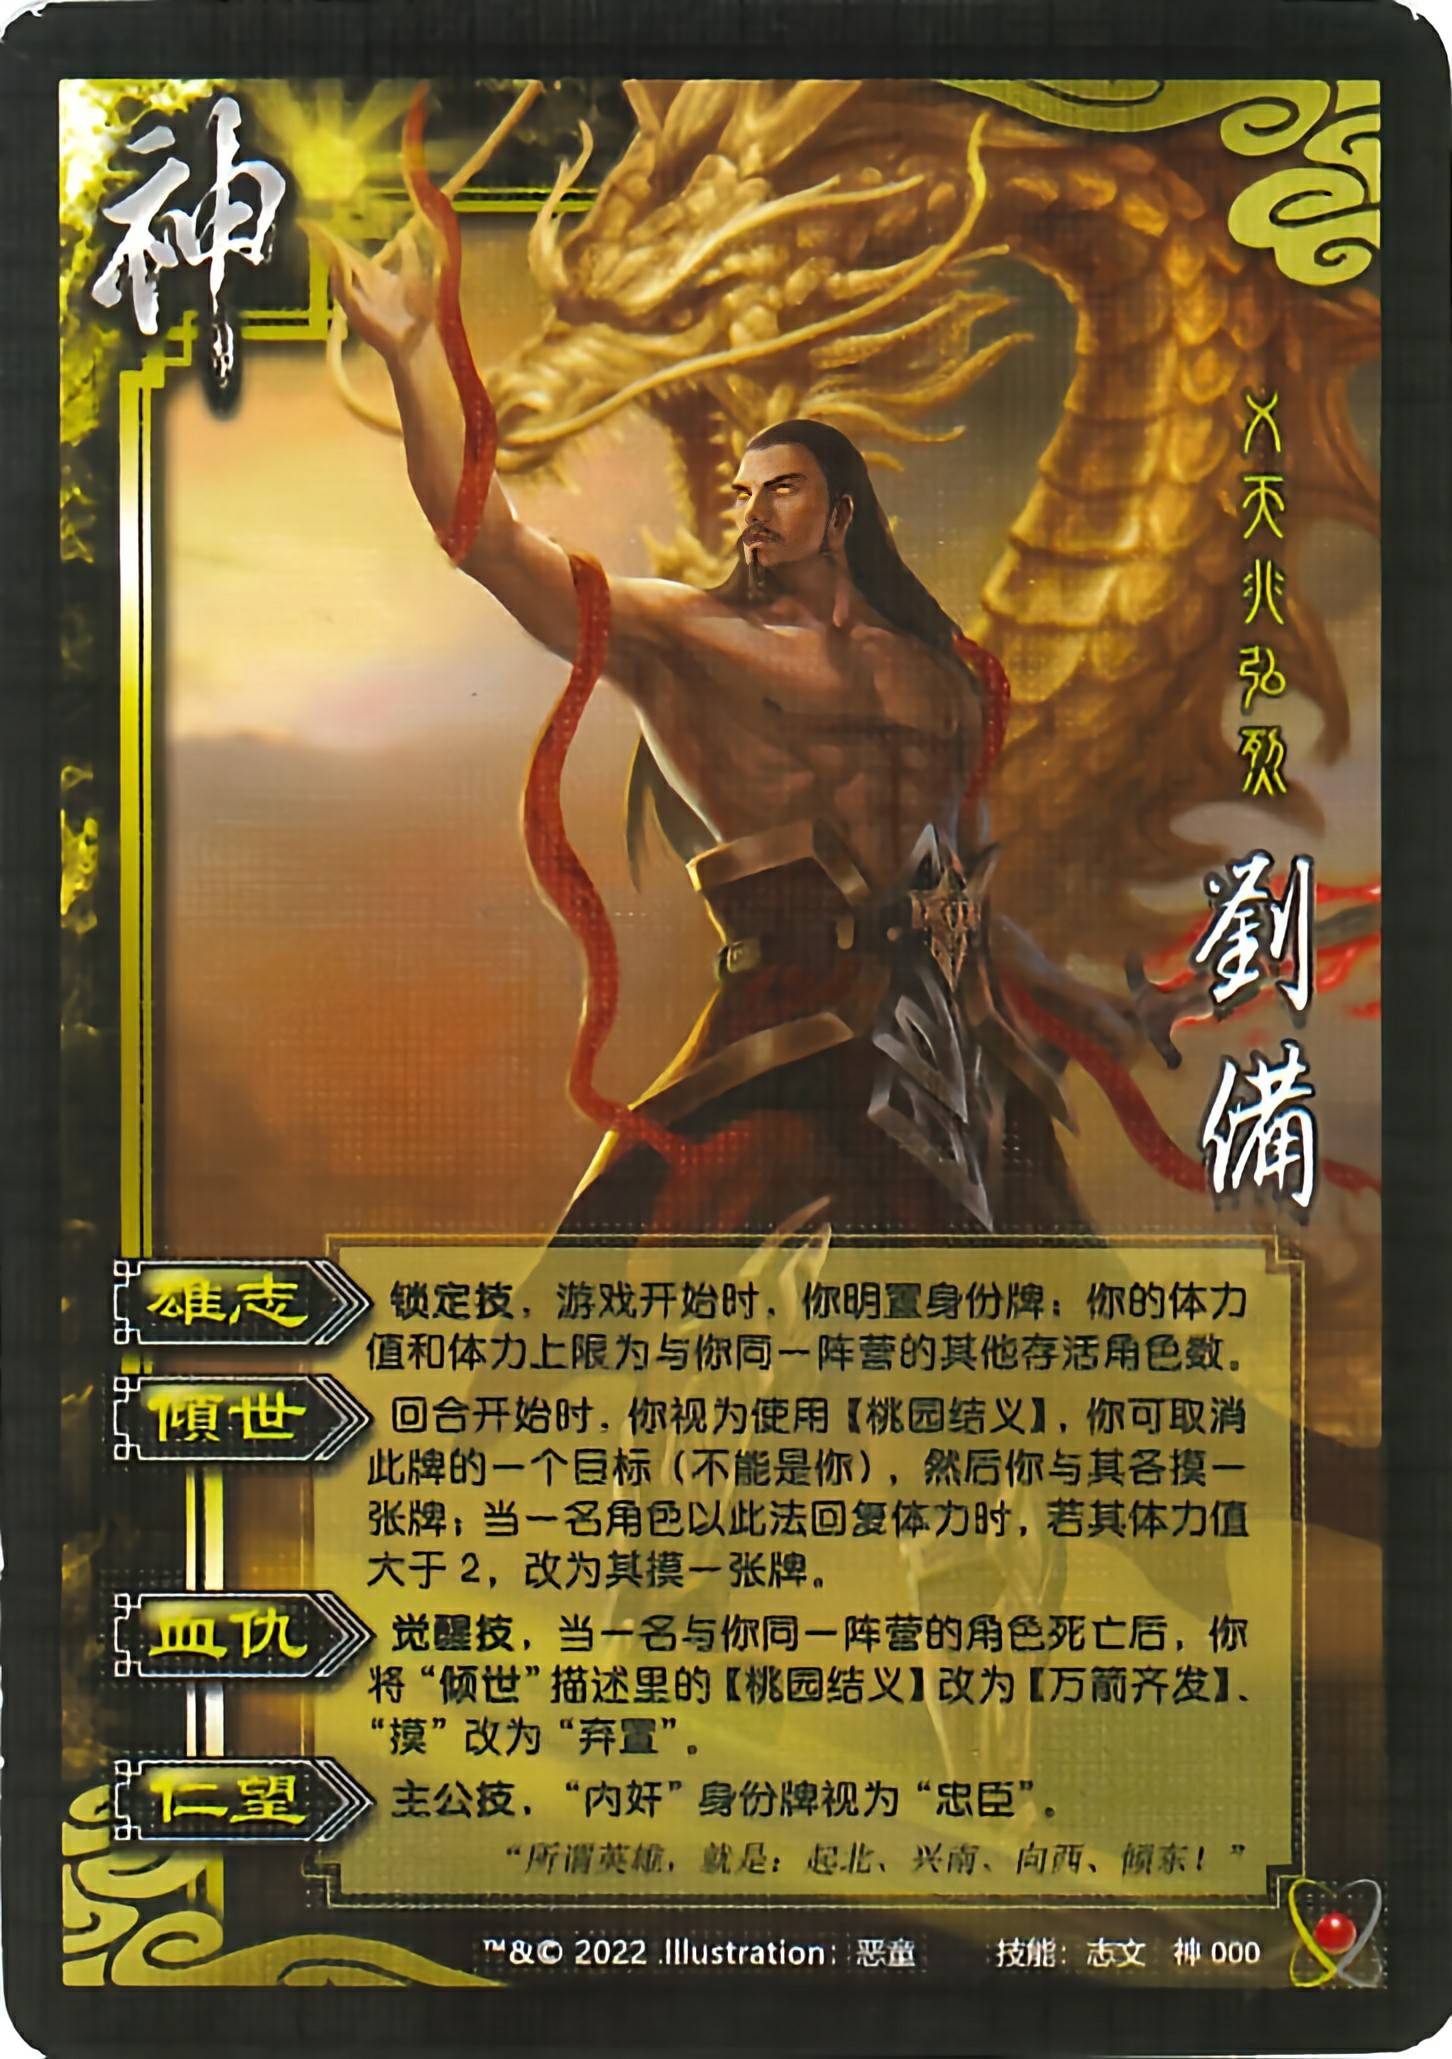 神
乂天兆弘烈
劉備
雄志
锁定技，游戏开始时，你明置身份牌；你的体力
值和体力上限为与你同一阵营的其他存活角色数。
傾世
回合开始时，你视为使用【桃园结义】，你可取消
此牌的一个目标（不能是你），然后你与其各摸一
张牌；当一名角色以此法回复体力时，若其体力值
大于2，改为其摸一张牌。
血仇
觉醒技，当一名与你同一阵营的角色死亡后，你
将“倾世”描述里的【桃园结义】改为【万箭齐发】、
“摸”改为“弃置”。
仁望
主公技，“内奸”身份牌视为“忠臣”。
“所谓英雄，就是：起北、兴南、向西、倾东！”
™&© 2022 .Illustration：恶童 技能：志文 神 000